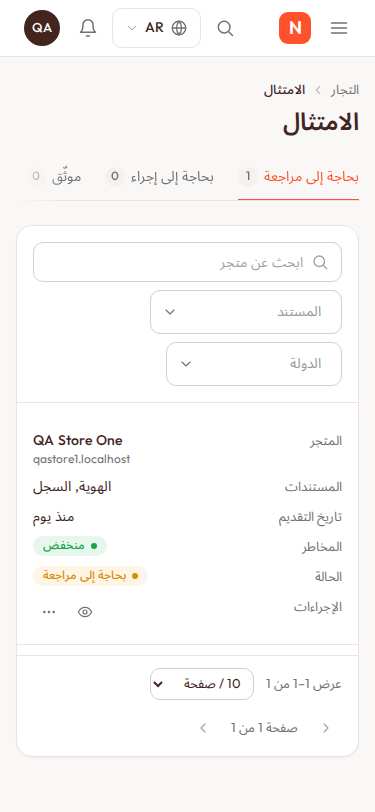 N
AR
QA
التجار > الامتثال
الامتثال
بحاجة إلى مراجعة 1 بحاجة إلى إجراء 0 موثّق 0
ابحث عن متجر
المستند
الدولة
المتجر QA Store One
qastore1.localhost
المستندات الهوية, السجل
تاريخ التقديم منذ يوم
المخاطر منخفض
الحالة بحاجة إلى مراجعة
الإجراءات
عرض 1–1 من 1 10 / صفحة
صفحة 1 من 1